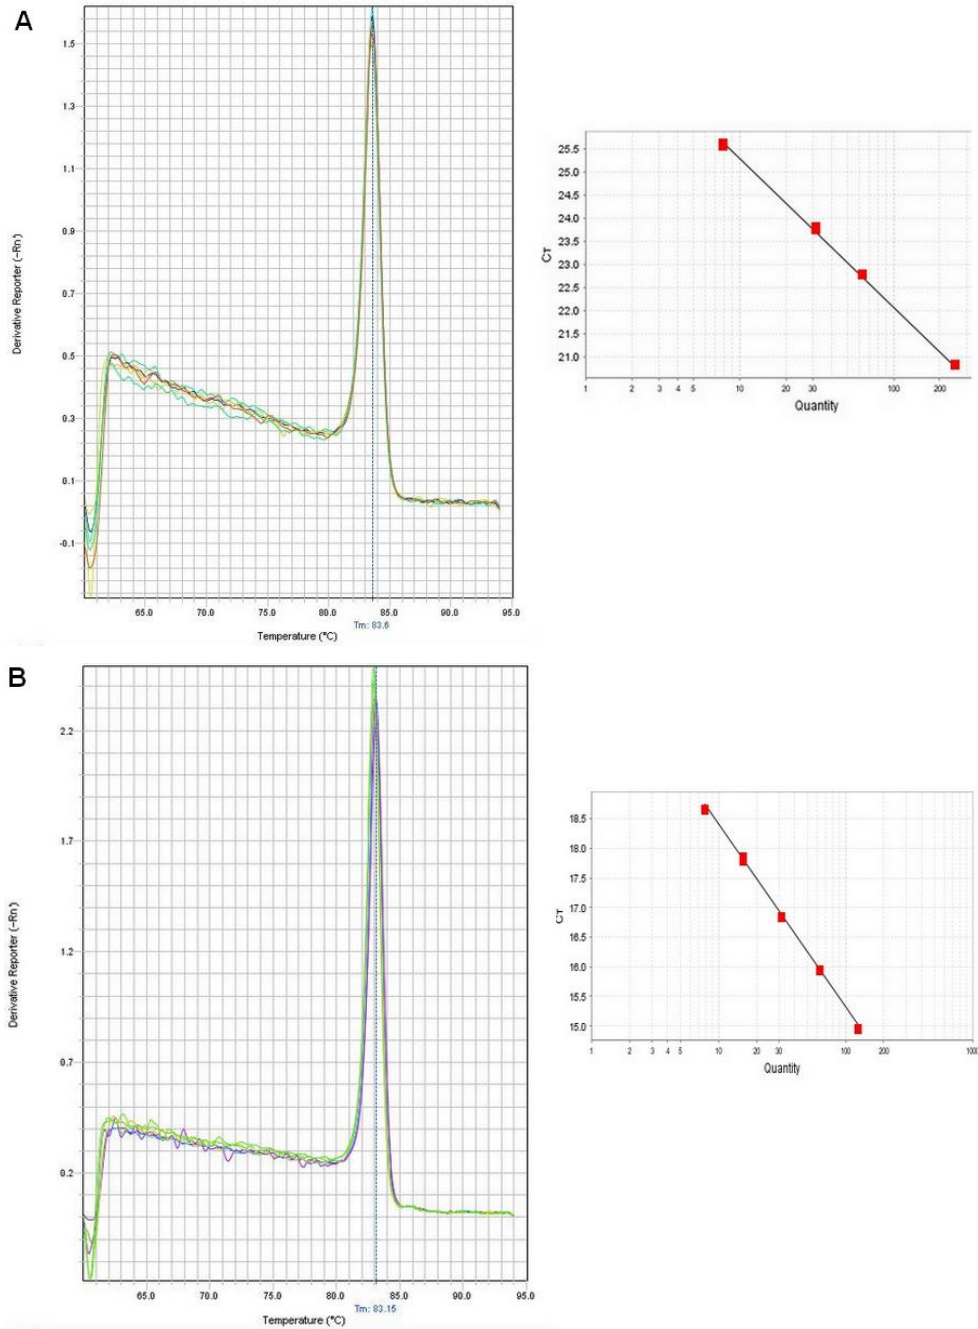 A
1.5
1.3
1.1
0.9
0.7
0.5
0.3
0.1
-0.1
Derivative Reporter (-Rn')
65.0 70.0 75.0 80.0 85.0 90.0 95.0
Tm: 83.6
Temperature (°C)
25.5
25.0
24.5
24.0
23.5
23.0
22.5
22.0
21.5
21.0
CT
1 2 3 4 5 10 20 30 100 200
Quantity
B
2.2
1.7
1.2
0.7
0.2
Derivative Reporter (-Rn')
65.0 70.0 75.0 80.0 85.0 90.0 95.0
Tm: 83.15
Temperature (°C)
18.5
18.0
17.5
17.0
16.5
16.0
15.5
15.0
CT
1 2 3 4 5 10 20 30 100 200 1000
Quantity